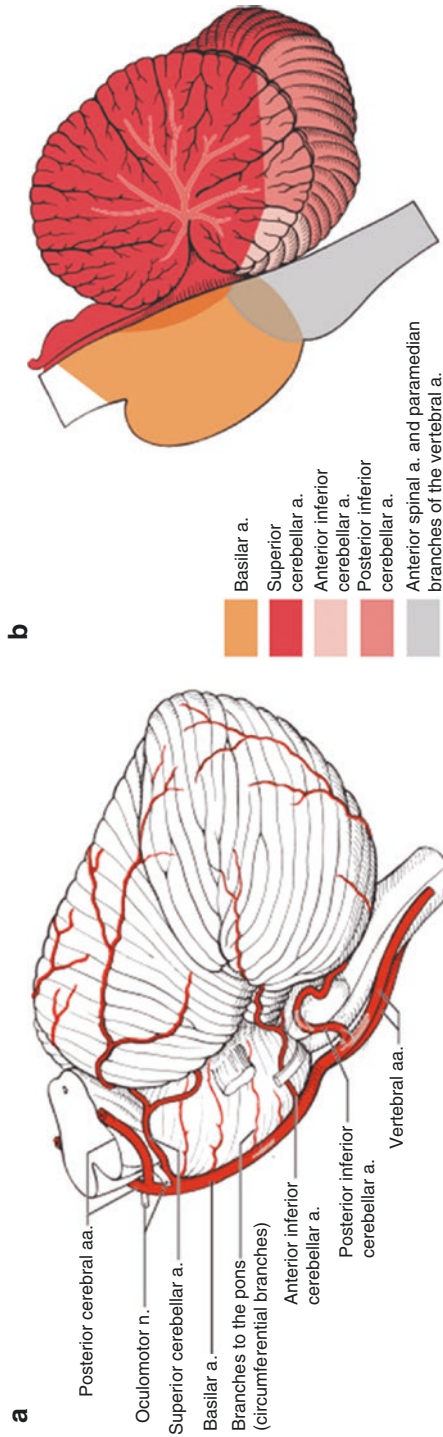 a
Posterior cerebral aa.
Oculomotor n.
Superior cerebellar a.
Basilar a.
Branches to the pons
(circumferential branches)
Anterior inferior
cerebellar a.
Posterior inferior
cerebellar a.
Vertebral aa.
b
Basilar a.
Superior
cerebellar a.
Anterior inferior
cerebellar a.
Posterior inferior
cerebellar a.
Anterior spinal a. and paramedian
branches of the vertebral a.